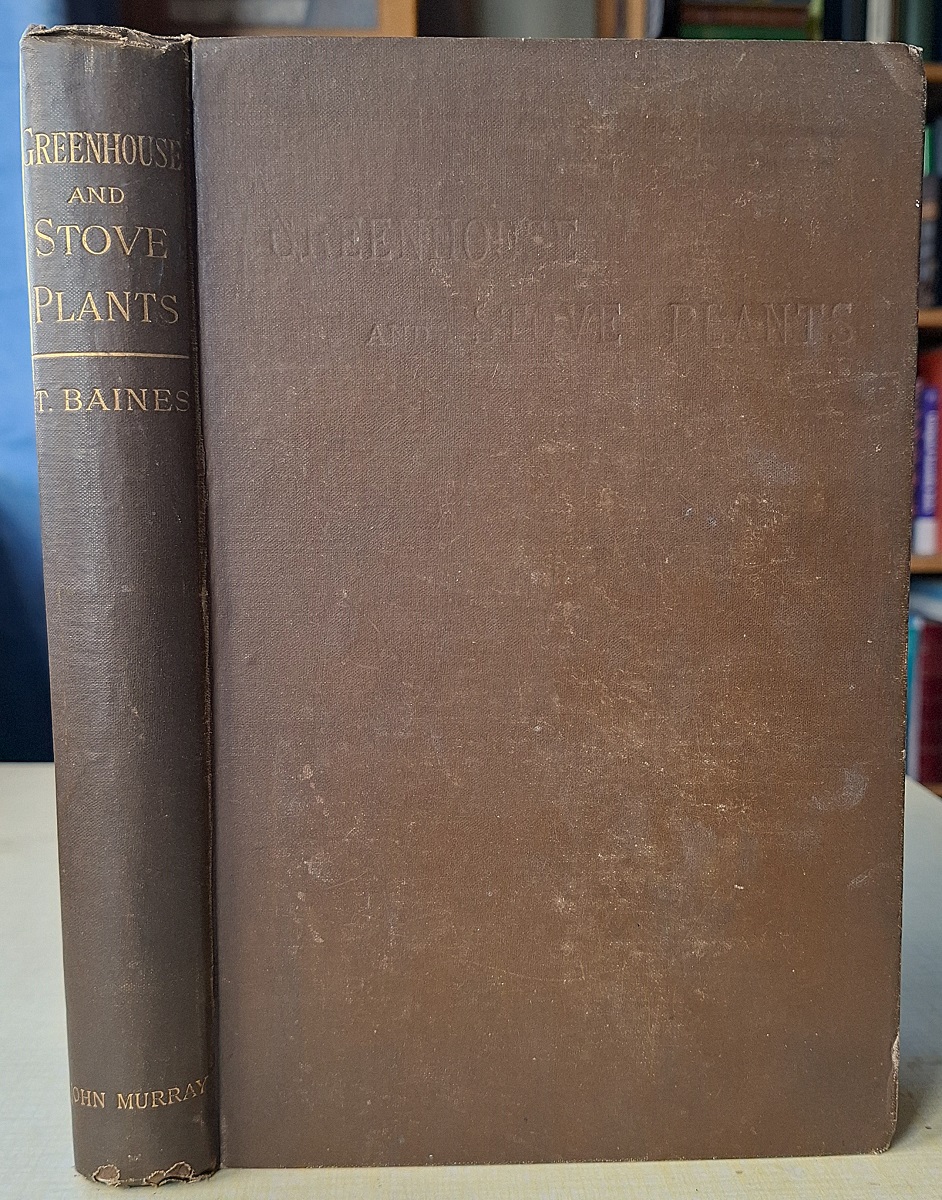 GREENHOUSE
AND
STOVE
PLANTS
T. BAINES
OHN MURRAY
GREENHOUSE
AND STOVE PLANTS